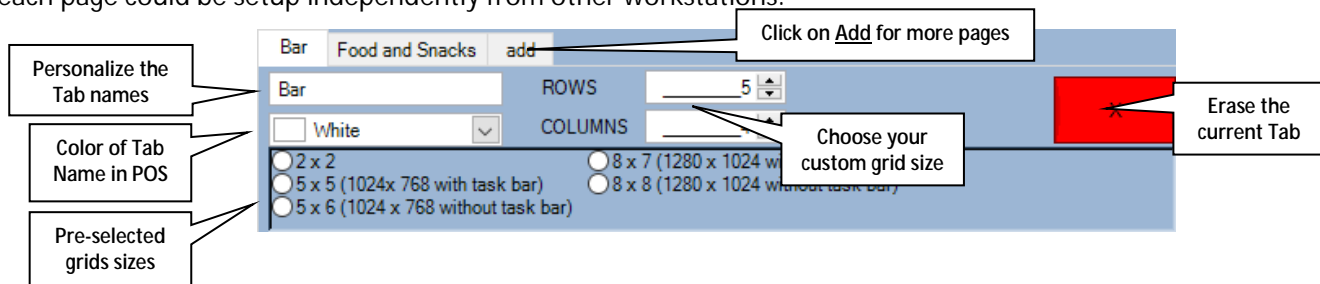 each page could be setup independently from other workstations.
Bar Food and Snacks add
Click on Add for more pages
Personalize the
Tab names
Bar
ROWS
5
X
Erase the
current Tab
Color of Tab
Name in POS
White
COLUMNS
Choose your
custom grid size
2 x 2
8 x 7 (1280 x 1024 w
5 x 5 (1024x 768 with task bar)
8 x 8 (1280 x 1024 without task bar)
5 x 6 (1024 x 768 without task bar)
Pre-selected
grids sizes